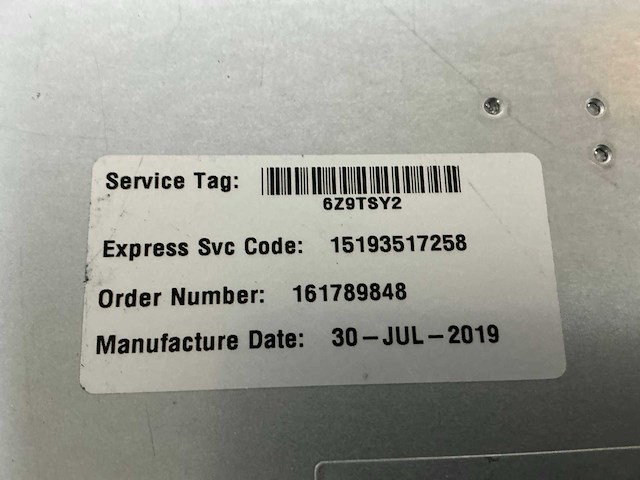 Service Tag:
6Z9TSY2
Express Svc Code: 15193517258
Order Number: 161789848
Manufacture Date: 30-JUL-2019